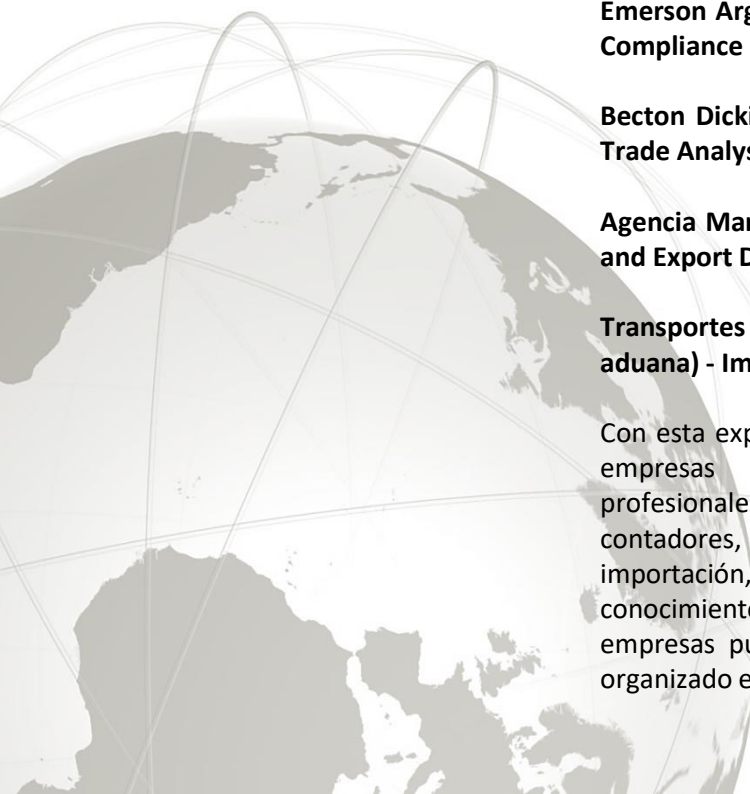 Emerson Arg
Compliance
Becton Dicki
Trade Analys
Agencia Mar
and Export D
Transportes
aduana) - Im
Con esta exp
empresas
profesionale
contadores,
importación,
conocimiento
empresas pu
organizado e